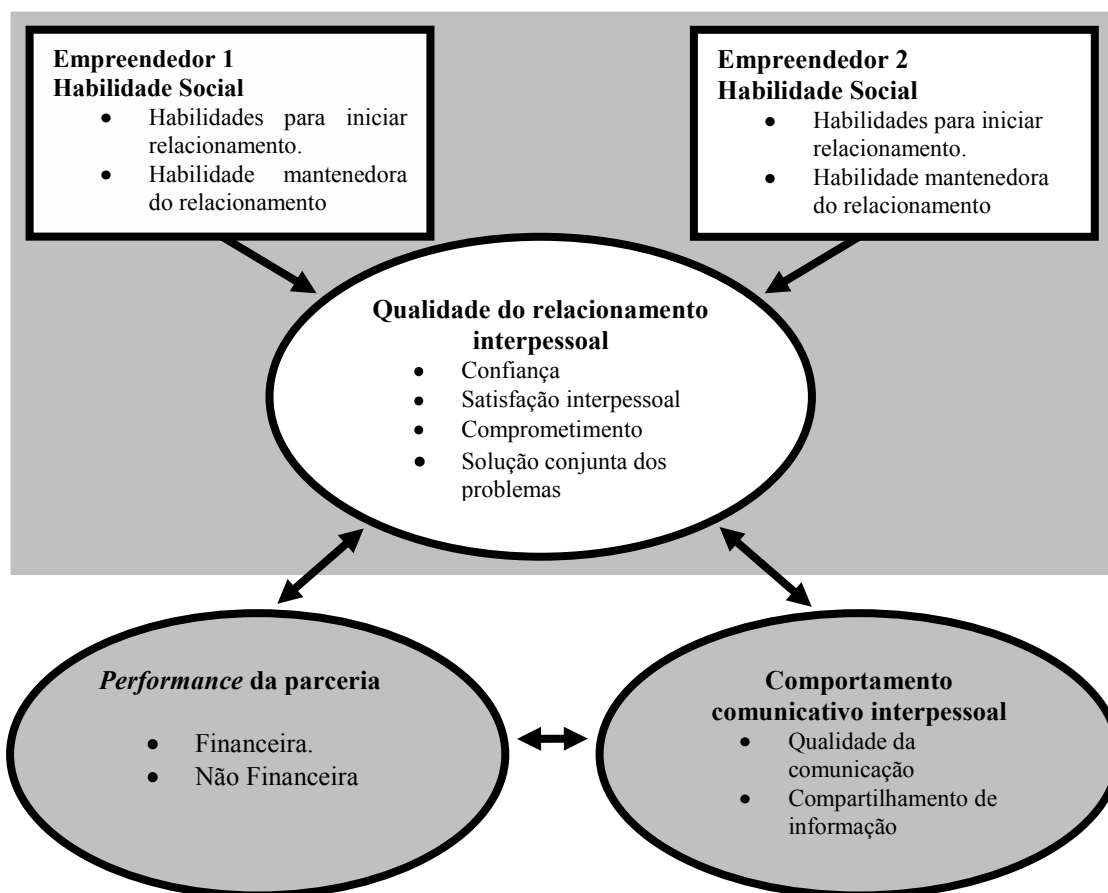 Empreendedor 1
Habilidade Social
● Habilidades para iniciar
relacionamento.
● Habilidade mantenedora
do relacionamento
Empreendedor 2
Habilidade Social
● Habilidades para iniciar
relacionamento.
● Habilidade mantenedora
do relacionamento
Qualidade do relacionamento
interpessoal
● Confiança
● Satisfação interpessoal
● Comprometimento
● Solução conjunta dos
problemas
Performance da parceria
● Financeira.
● Não Financeira
Comportamento
comunicativo interpessoal
● Qualidade da
comunicação
● Compartilhamento de
informação